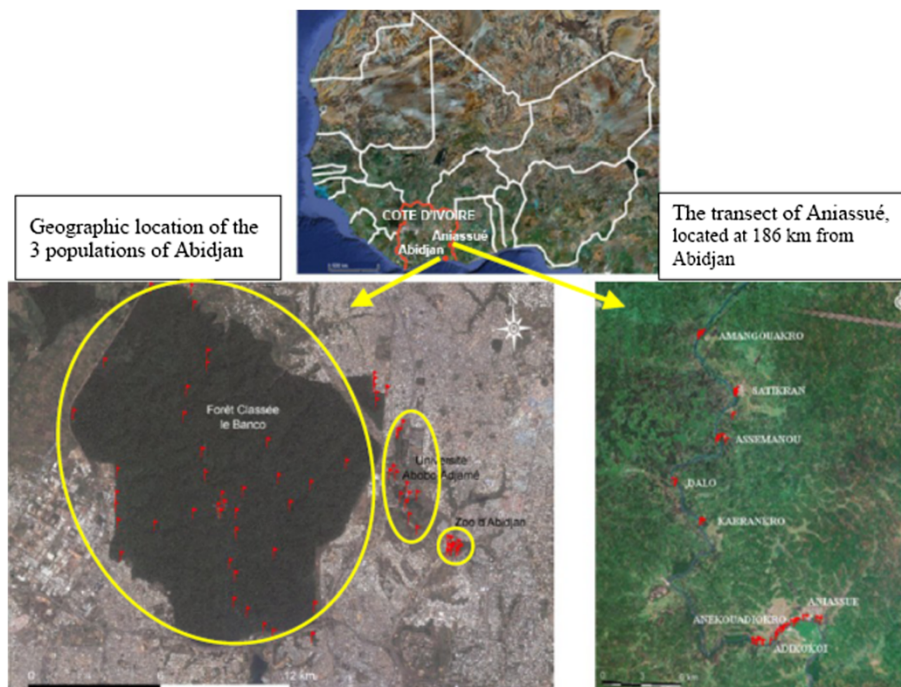 COTE D'IVOIRE
Aniassué
Abidjan
Geographic location of the
3 populations of Abidjan
The transect of Aniassué,
located at 186 km from
Abidjan
N
Forêt Classée
le Banco
Université
Abobo Adjamé
Zoo d'Abidjan
0 6 12 km
AMANGOUAKRO
SATIKRAN
ASSEMANOU
DALO
KABRANKRO
ANIASSUE
ANEKOUADIOKRO
ADIKOKOI